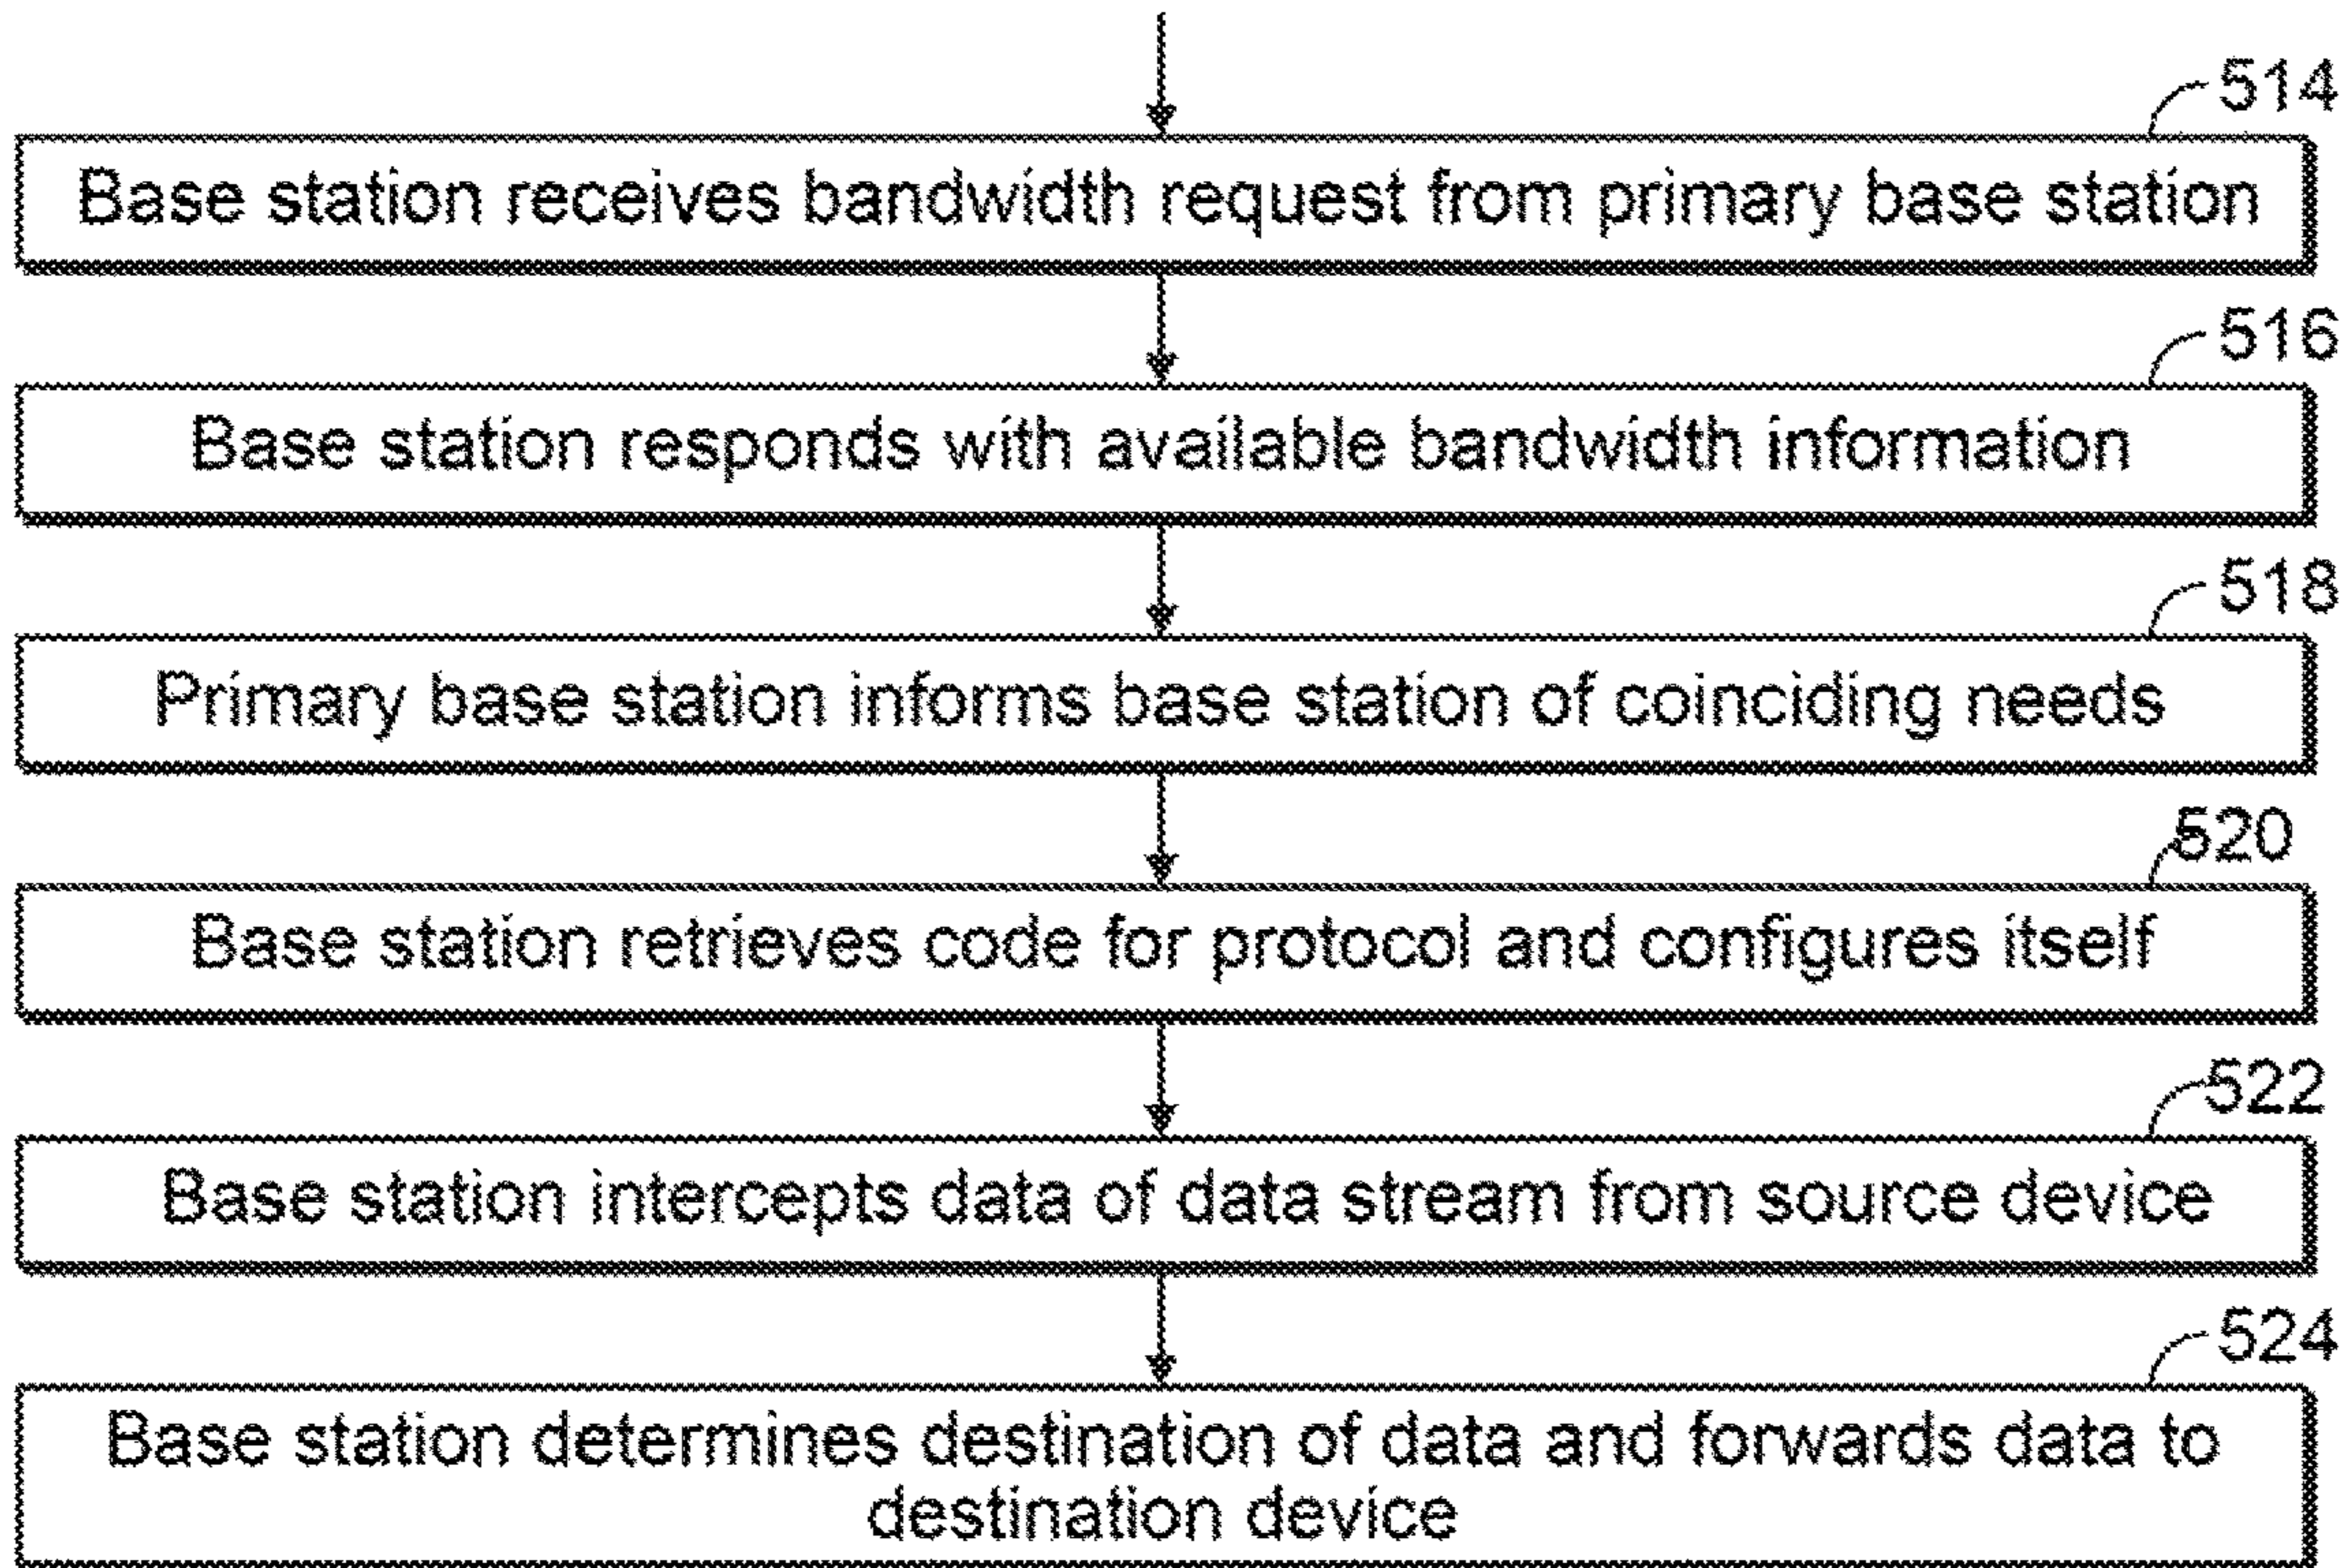 514
Base station receives bandwidth request from primary base station
516
Base station responds with available bandwidth information
518
Primary base station informs base station of coinciding needs
520
Base station retrieves code for protocol and configures itself
522
Base station intercepts data of data stream from source device
524
Base station determines destination of data and forwards data to
destination device